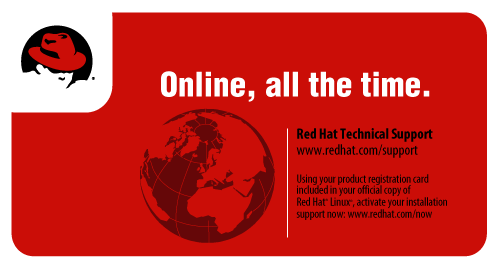 Online, all the time.
Red Hat Technical Support
www.redhat.com/support
Using your product registration card
included in your official copy of
Red Hat® Linux®, activate your installation
support now: www.redhat.com/now